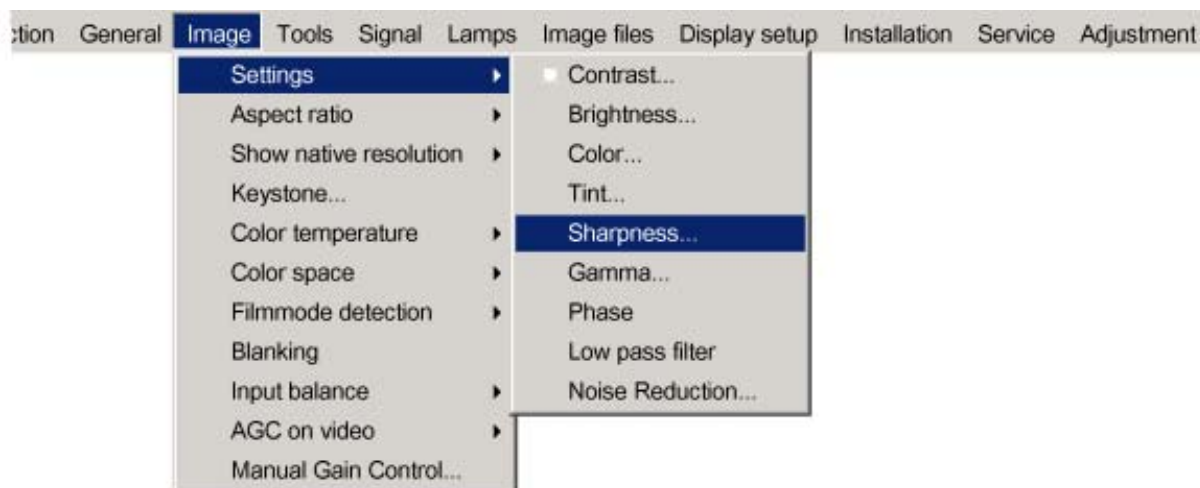 ction General Image Tools Signal Lamps Image files Display setup Installation Service Adjustment
Settings
Aspect ratio
Show native resolution
Keystone...
Color temperature
Color space
Filmmode detection
Blanking
Input balance
AGC on video
Manual Gain Control...
Contrast...
Brightness...
Color...
Tint...
Sharpness...
Gamma...
Phase
Low pass filter
Noise Reduction...